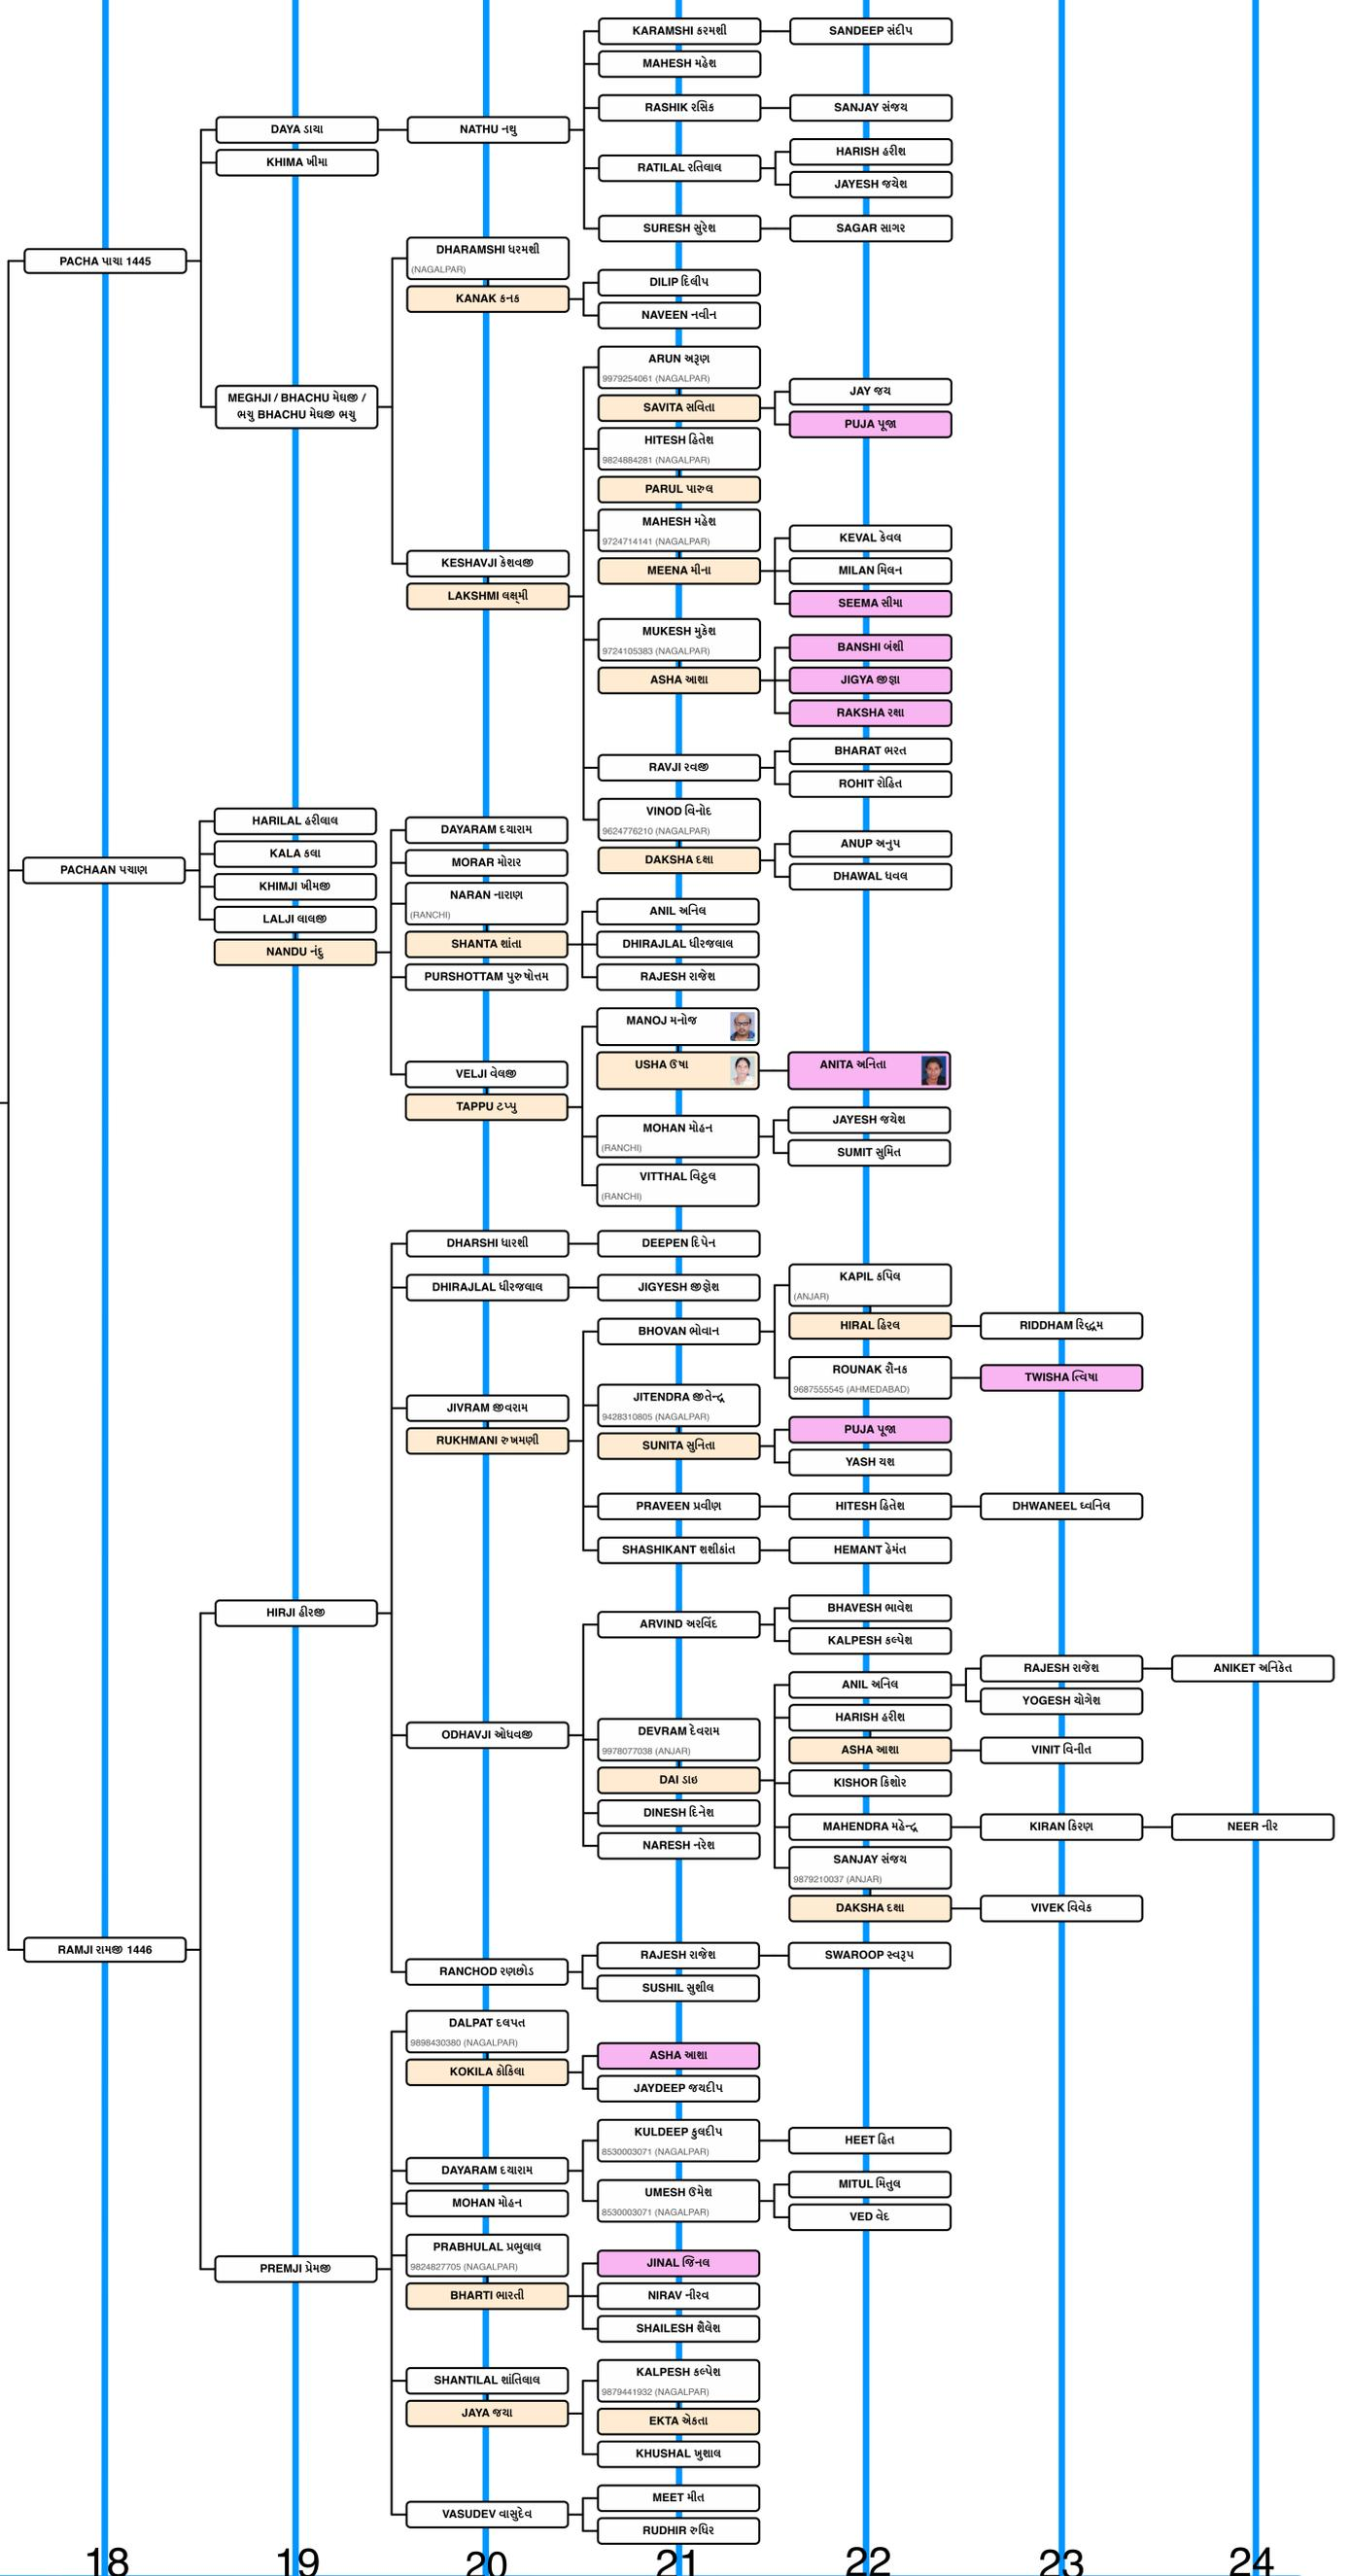 KARAMSHI કરમશી
SANDEEP સંદીપ
MAHESH મહેશ
RASHIK રસિક
SANJAY સંજય
DAYA ડાયા
NATHU નથુ
KHIMA ખીમા
RATILAL રતિલાલ
HARISH હરીશ
JAYESH જયેશ
SURESH સુરેશ
SAGAR સાગર
PACHA પાચા 1445
DHARAMSHI ધરમશી
(NAGALPAR)
KANAK કનક
DILIP દિલીપ
NAVEEN નવીન
MEGHJI / BHACHU મેઘજી /
ભચુ BHACHU મેઘજી ભચુ
ARUN અરૂણ
9979254061 (NAGALPAR)
SAVITA સવિતા
JAY જય
PUJA પૂજા
HITESH હિતેશ
9824884281 (NAGALPAR)
PARUL પારુલ
MAHESH મહેશ
9724714141 (NAGALPAR)
MEENA મીના
KEVAL કેવલ
MILAN મિલન
SEEMA સીમા
KESHAVJI કેશવજી
LAKSHMI લક્ષ્મી
MUKESH મુકેશ
9724105383 (NAGALPAR)
ASHA આશા
BANSHI બંશી
JIGYA જીજ્ઞા
RAKSHA રક્ષા
RAVJI રવજી
BHARAT ભરત
ROHIT રોહિત
VINOD વિનોદ
9624776210 (NAGALPAR)
DAKSHA દક્ષા
ANUP અનુપ
DHAWAL ધવલ
PACHAAN પચાણ
HARILAL હરીલાલ
KALA કલા
KHIMJI ખીમજી
LALJI લાલજી
NANDU નંદુ
DAYARAM દયારામ
MORAR મોરાર
NARAN નારાણ
(RANCHI)
SHANTA શાંતા
ANIL અનિલ
DHIRAJLAL ધીરજલાલ
RAJESH રાજેશ
PURSHOTTAM પુરુષોત્તમ
VELJI વેલજી
TAPPU ટપ્પુ
MANOJ મનોજ
USHA ઉષા
ANITA અનિતા
MOHAN મોહન
(RANCHI)
JAYESH જયેશ
SUMIT સુમિત
VITTHAL વિઠ્ઠલ
(RANCHI)
DHARSHI ધારશી
DEEPEN દિપેન
DHIRAJLAL ધીરજલાલ
JIGYESH જીજ્ઞેશ
BHOVAN ભોવાન
KAPIL કપિલ
(ANJAR)
HIRAL હિરલ
RIDDHAM રિદ્ધમ
ROUNAK રૌનક
9687555545 (AHMEDABAD)
TWISHA ત્વિષા
JIVRAM જીવરામ
RUKHMANI રુખમણી
JITENDRA જીતેન્દ્ર
9428310805 (NAGALPAR)
SUNITA સુનિતા
PUJA પૂજા
YASH યશ
PRAVEEN પ્રવીણ
HITESH હિતેશ
DHWANEEL ધ્વનિલ
SHASHIKANT શશીકાંત
HEMANT હેમંત
HIRJI હીરજી
ARVIND અરવિંદ
BHAVESH ભાવેશ
KALPESH કલ્પેશ
ODHAVJI ઓધવજી
DEVRAM દેવરામ
9978077038 (ANJAR)
DAI ડાઇ
ANIL અનિલ
RAJESH રાજેશ
ANIKET અનિકેત
YOGESH યોગેશ
HARISH હરીશ
ASHA આશા
VINIT વિનીત
KISHOR કિશોર
DINESH દિનેશ
NARESH નરેશ
MAHENDRA મહેન્દ્ર
KIRAN કિરણ
NEER નીર
SANJAY સંજય
9879210037 (ANJAR)
DAKSHA દક્ષા
VIVEK વિવેક
RAMJI રામજી 1446
RANCHOD રણછોડ
RAJESH રાજેશ
SWAROOP સ્વરૂપ
SUSHIL સુશીલ
DALPAT દલપત
9898430380 (NAGALPAR)
KOKILA કોકિલા
ASHA આશા
JAYDEEP જયદીપ
DAYARAM દયારામ
KULDEEP કુલદીપ
8530003071 (NAGALPAR)
HEET હિત
UMESH ઉમેશ
8530003071 (NAGALPAR)
MITUL મિતુલ
VED વેદ
MOHAN મોહન
PREMJI પ્રેમજી
PRABHULAL પ્રભુલાલ
9824827705 (NAGALPAR)
BHARTI ભારતી
JINAL જિનલ
NIRAV નીરવ
SHAILESH શૈલેશ
SHANTILAL શાંતિલાલ
JAYA જયા
KALPESH કલ્પેશ
9879441932 (NAGALPAR)
EKTA એકતા
KHUSHAL ખુશાલ
VASUDEV વાસુદેવ
MEET મીત
RUDHIR રુધિર
18 19 20 21 22 23 24